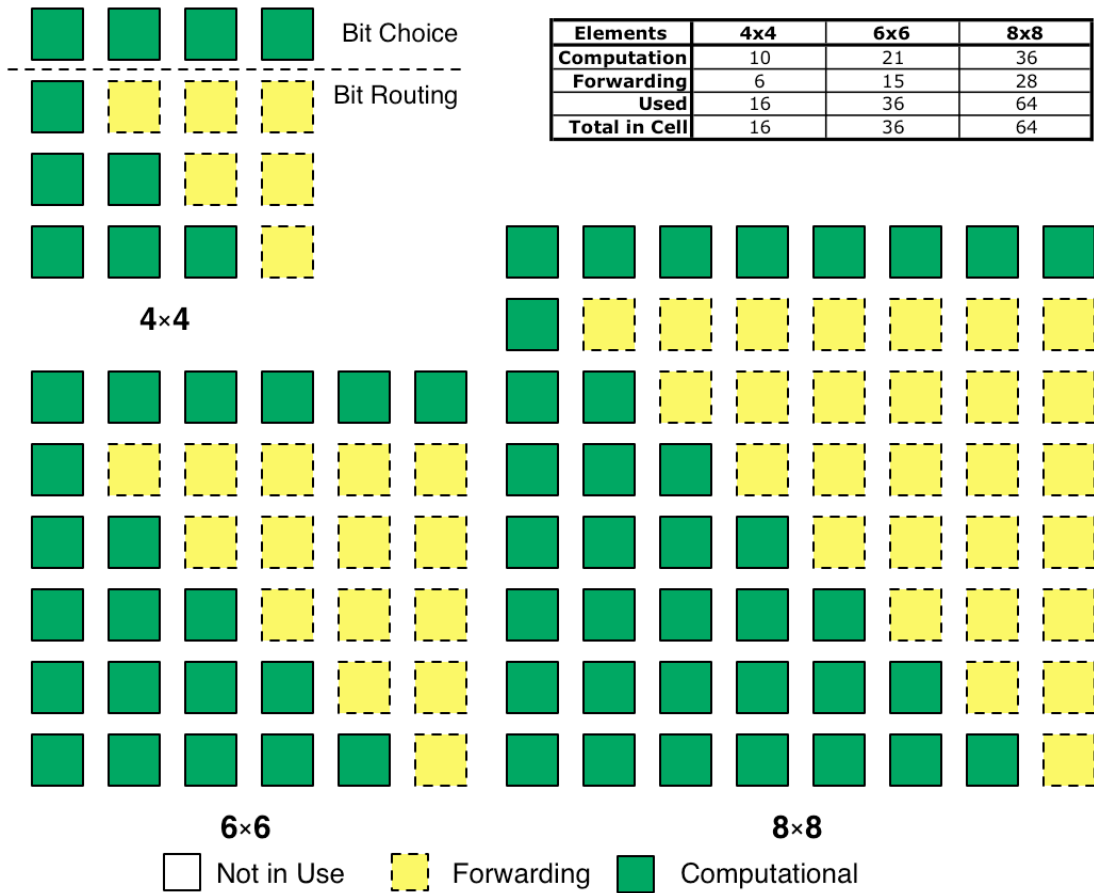 Bit Choice
Bit Routing
Elements 4x4 6x6 8x8
Computation 10 21 36
Forwarding 6 15 28
Used 16 36 64
Total in Cell 16 36 64
4×4
6×6
8×8
Not in Use Forwarding Computational